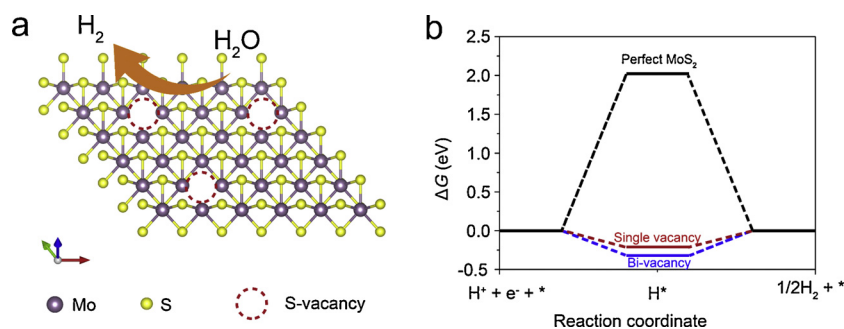 a
H₂
H₂O
Mo
S
S-vacancy
b
ΔG (eV)
2.5
2.0
1.5
1.0
0.5
0.0
-0.5
Perfect MoS₂
Single vacancy
Bi-vacancy
H⁺ + e⁻ + *
H*
1/2H₂ + *
Reaction coordinate